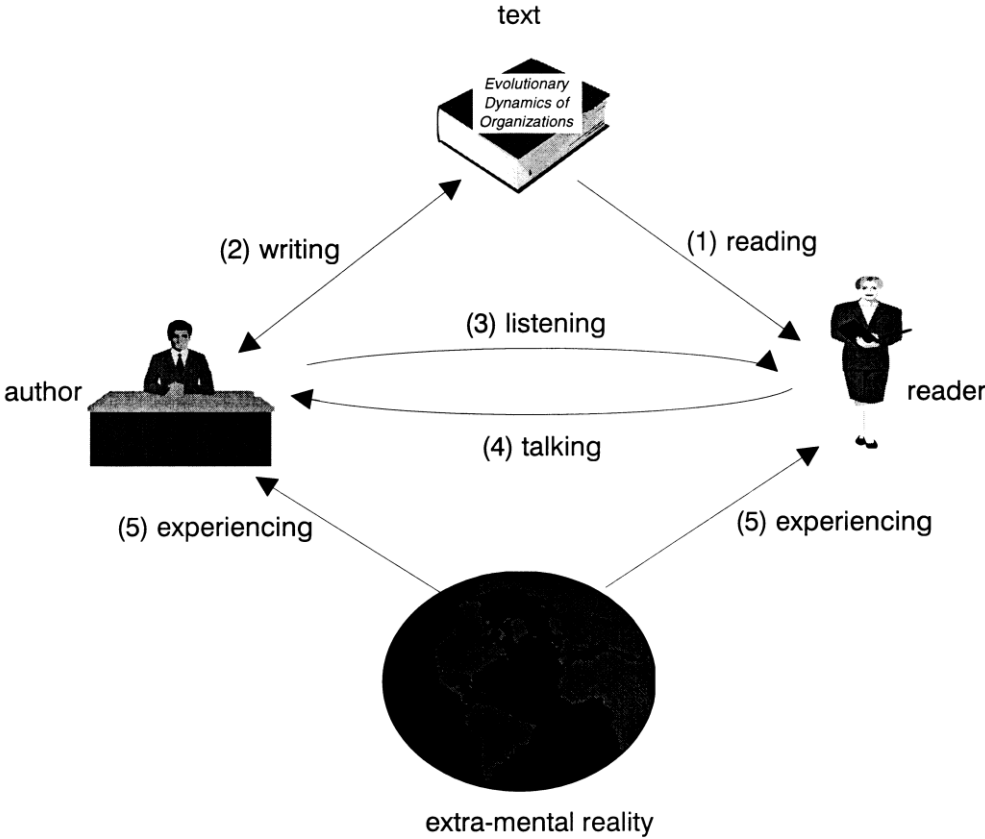 text
Evolutionary
Dynamics of
Organizations
(2) writing
(1) reading
(3) listening
author
reader
(4) talking
(5) experiencing
(5) experiencing
extra-mental reality